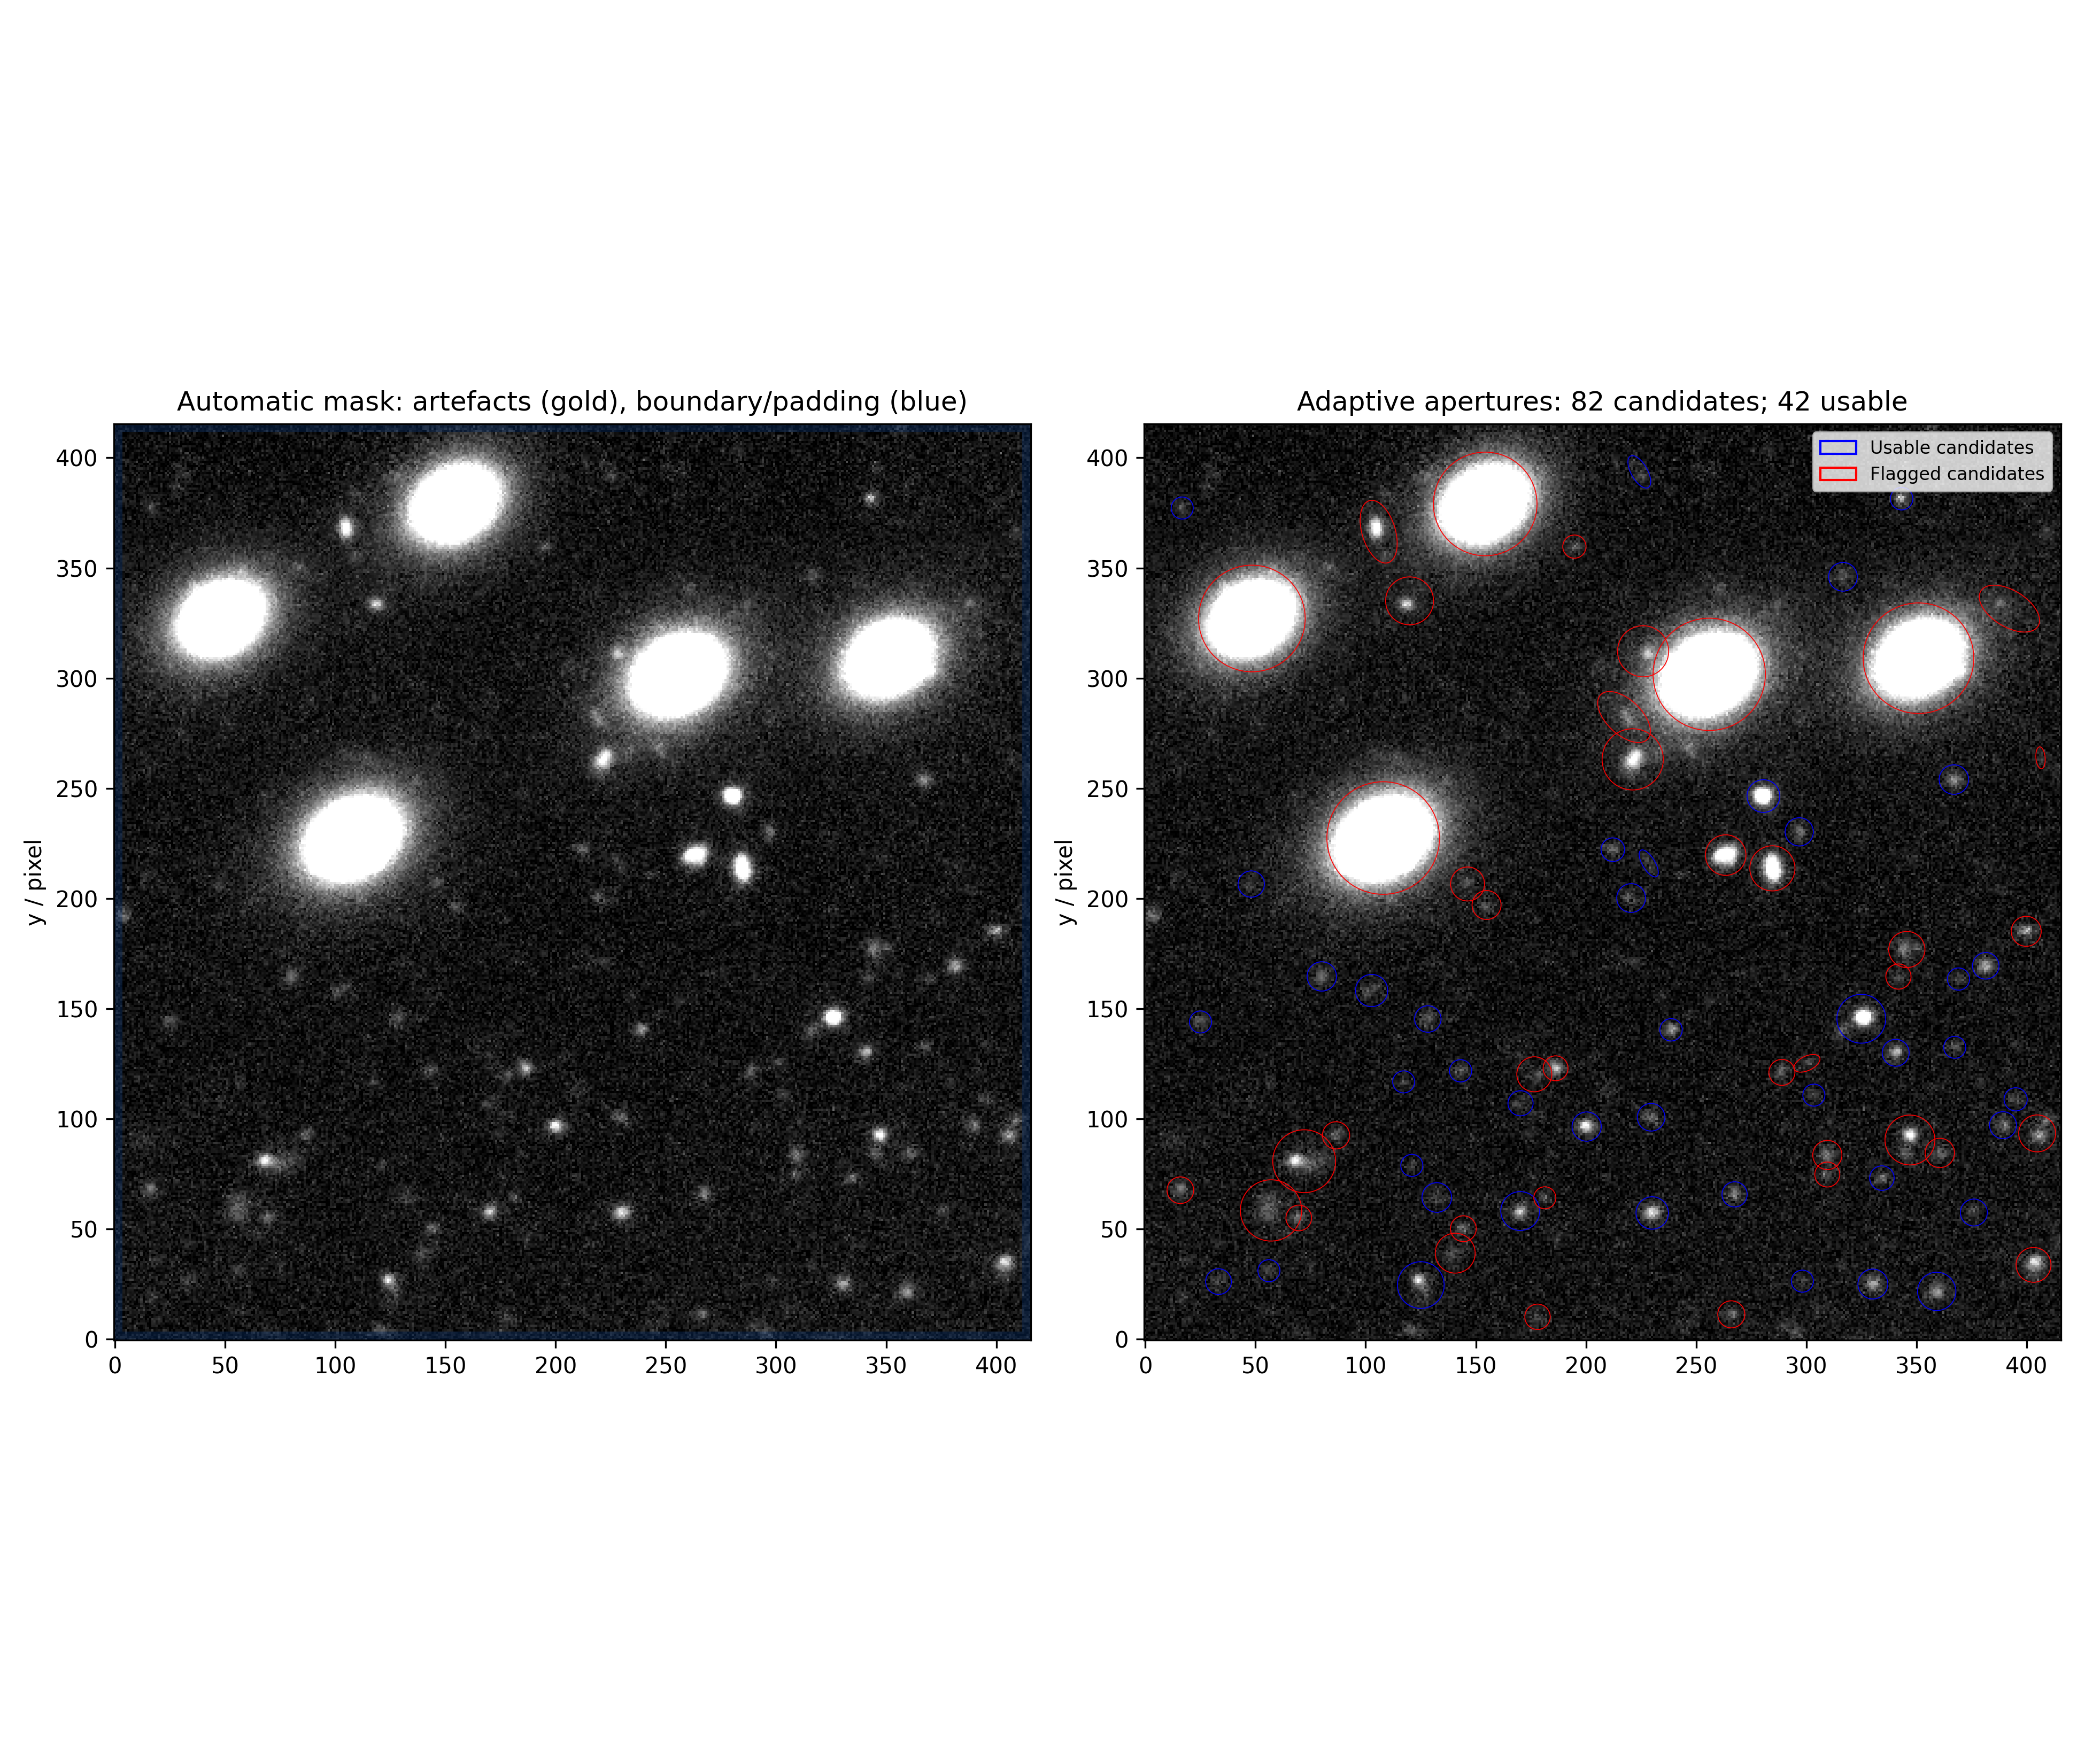 Automatic mask: artefacts (gold), boundary/padding (blue)
Adaptive apertures: 82 candidates; 42 usable
Usable candidates
Flagged candidates
y / pixel
400
350
300
250
200
150
100
50
0
0 50 100 150 200 250 300 350 400
y / pixel
400
350
300
250
200
150
100
50
0
0 50 100 150 200 250 300 350 400